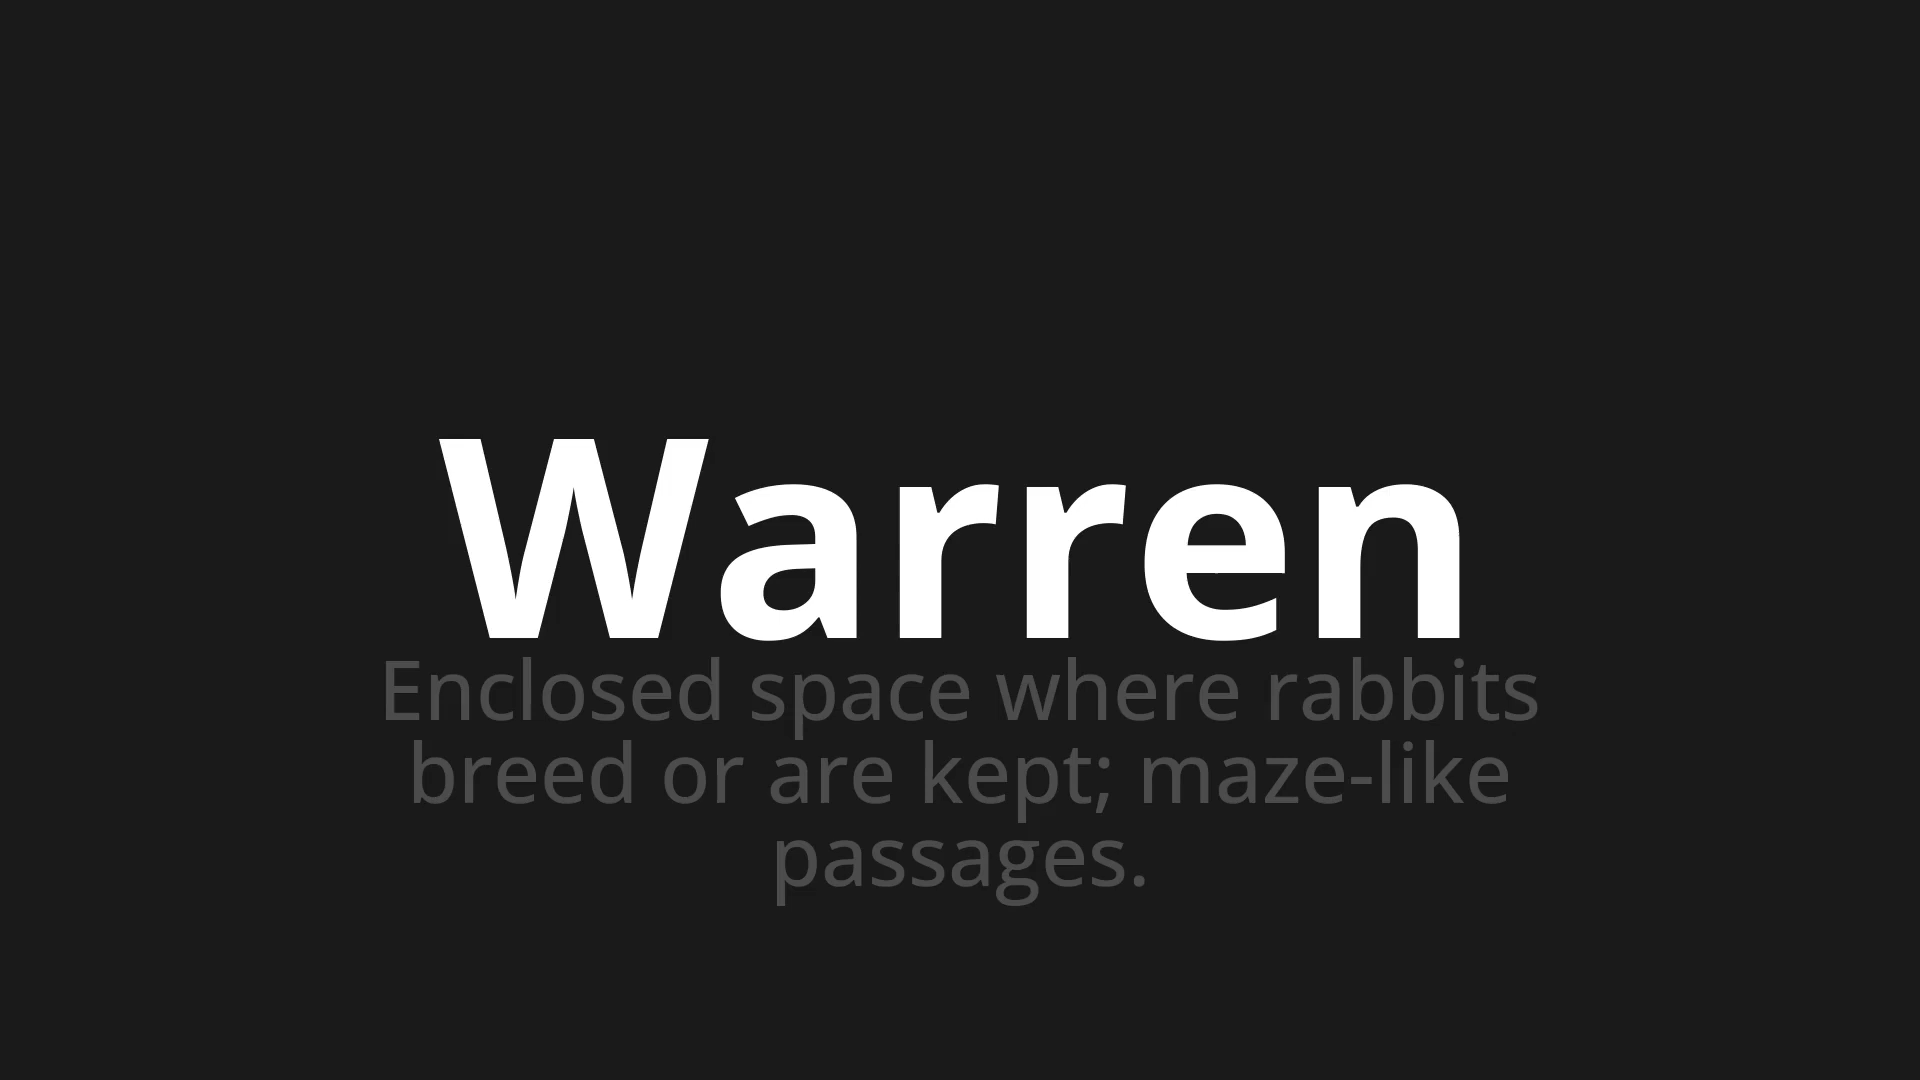 Warren
Enclosed space where rabbits
breed or are kept; maze-like
passages.